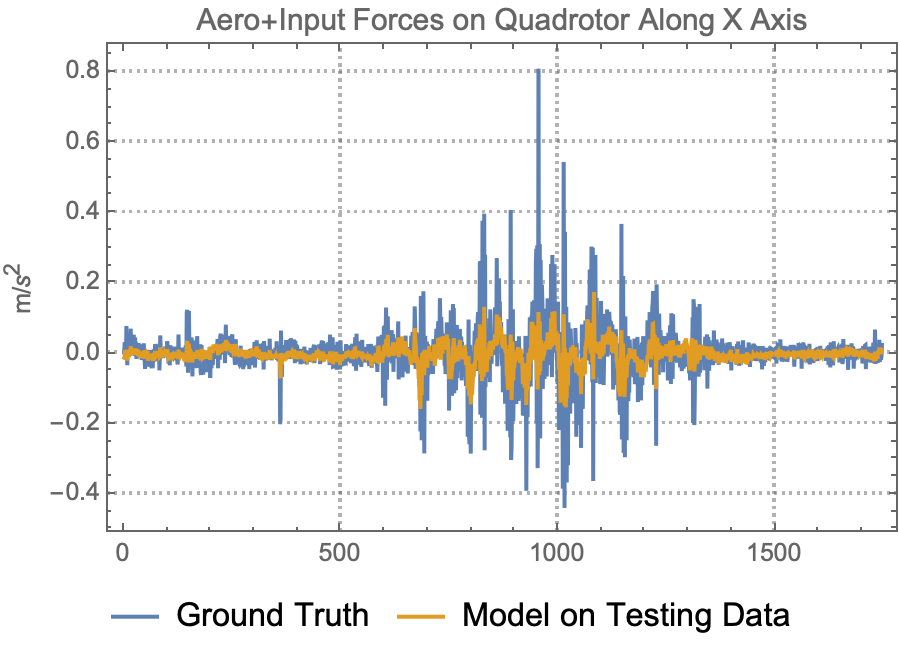 Aero+Input Forces on Quadrotor Along X Axis
0.8
0.6
0.4
0.2
0.0
−0.2
−0.4
m/s²
0 500 1000 1500
Ground Truth Model on Testing Data